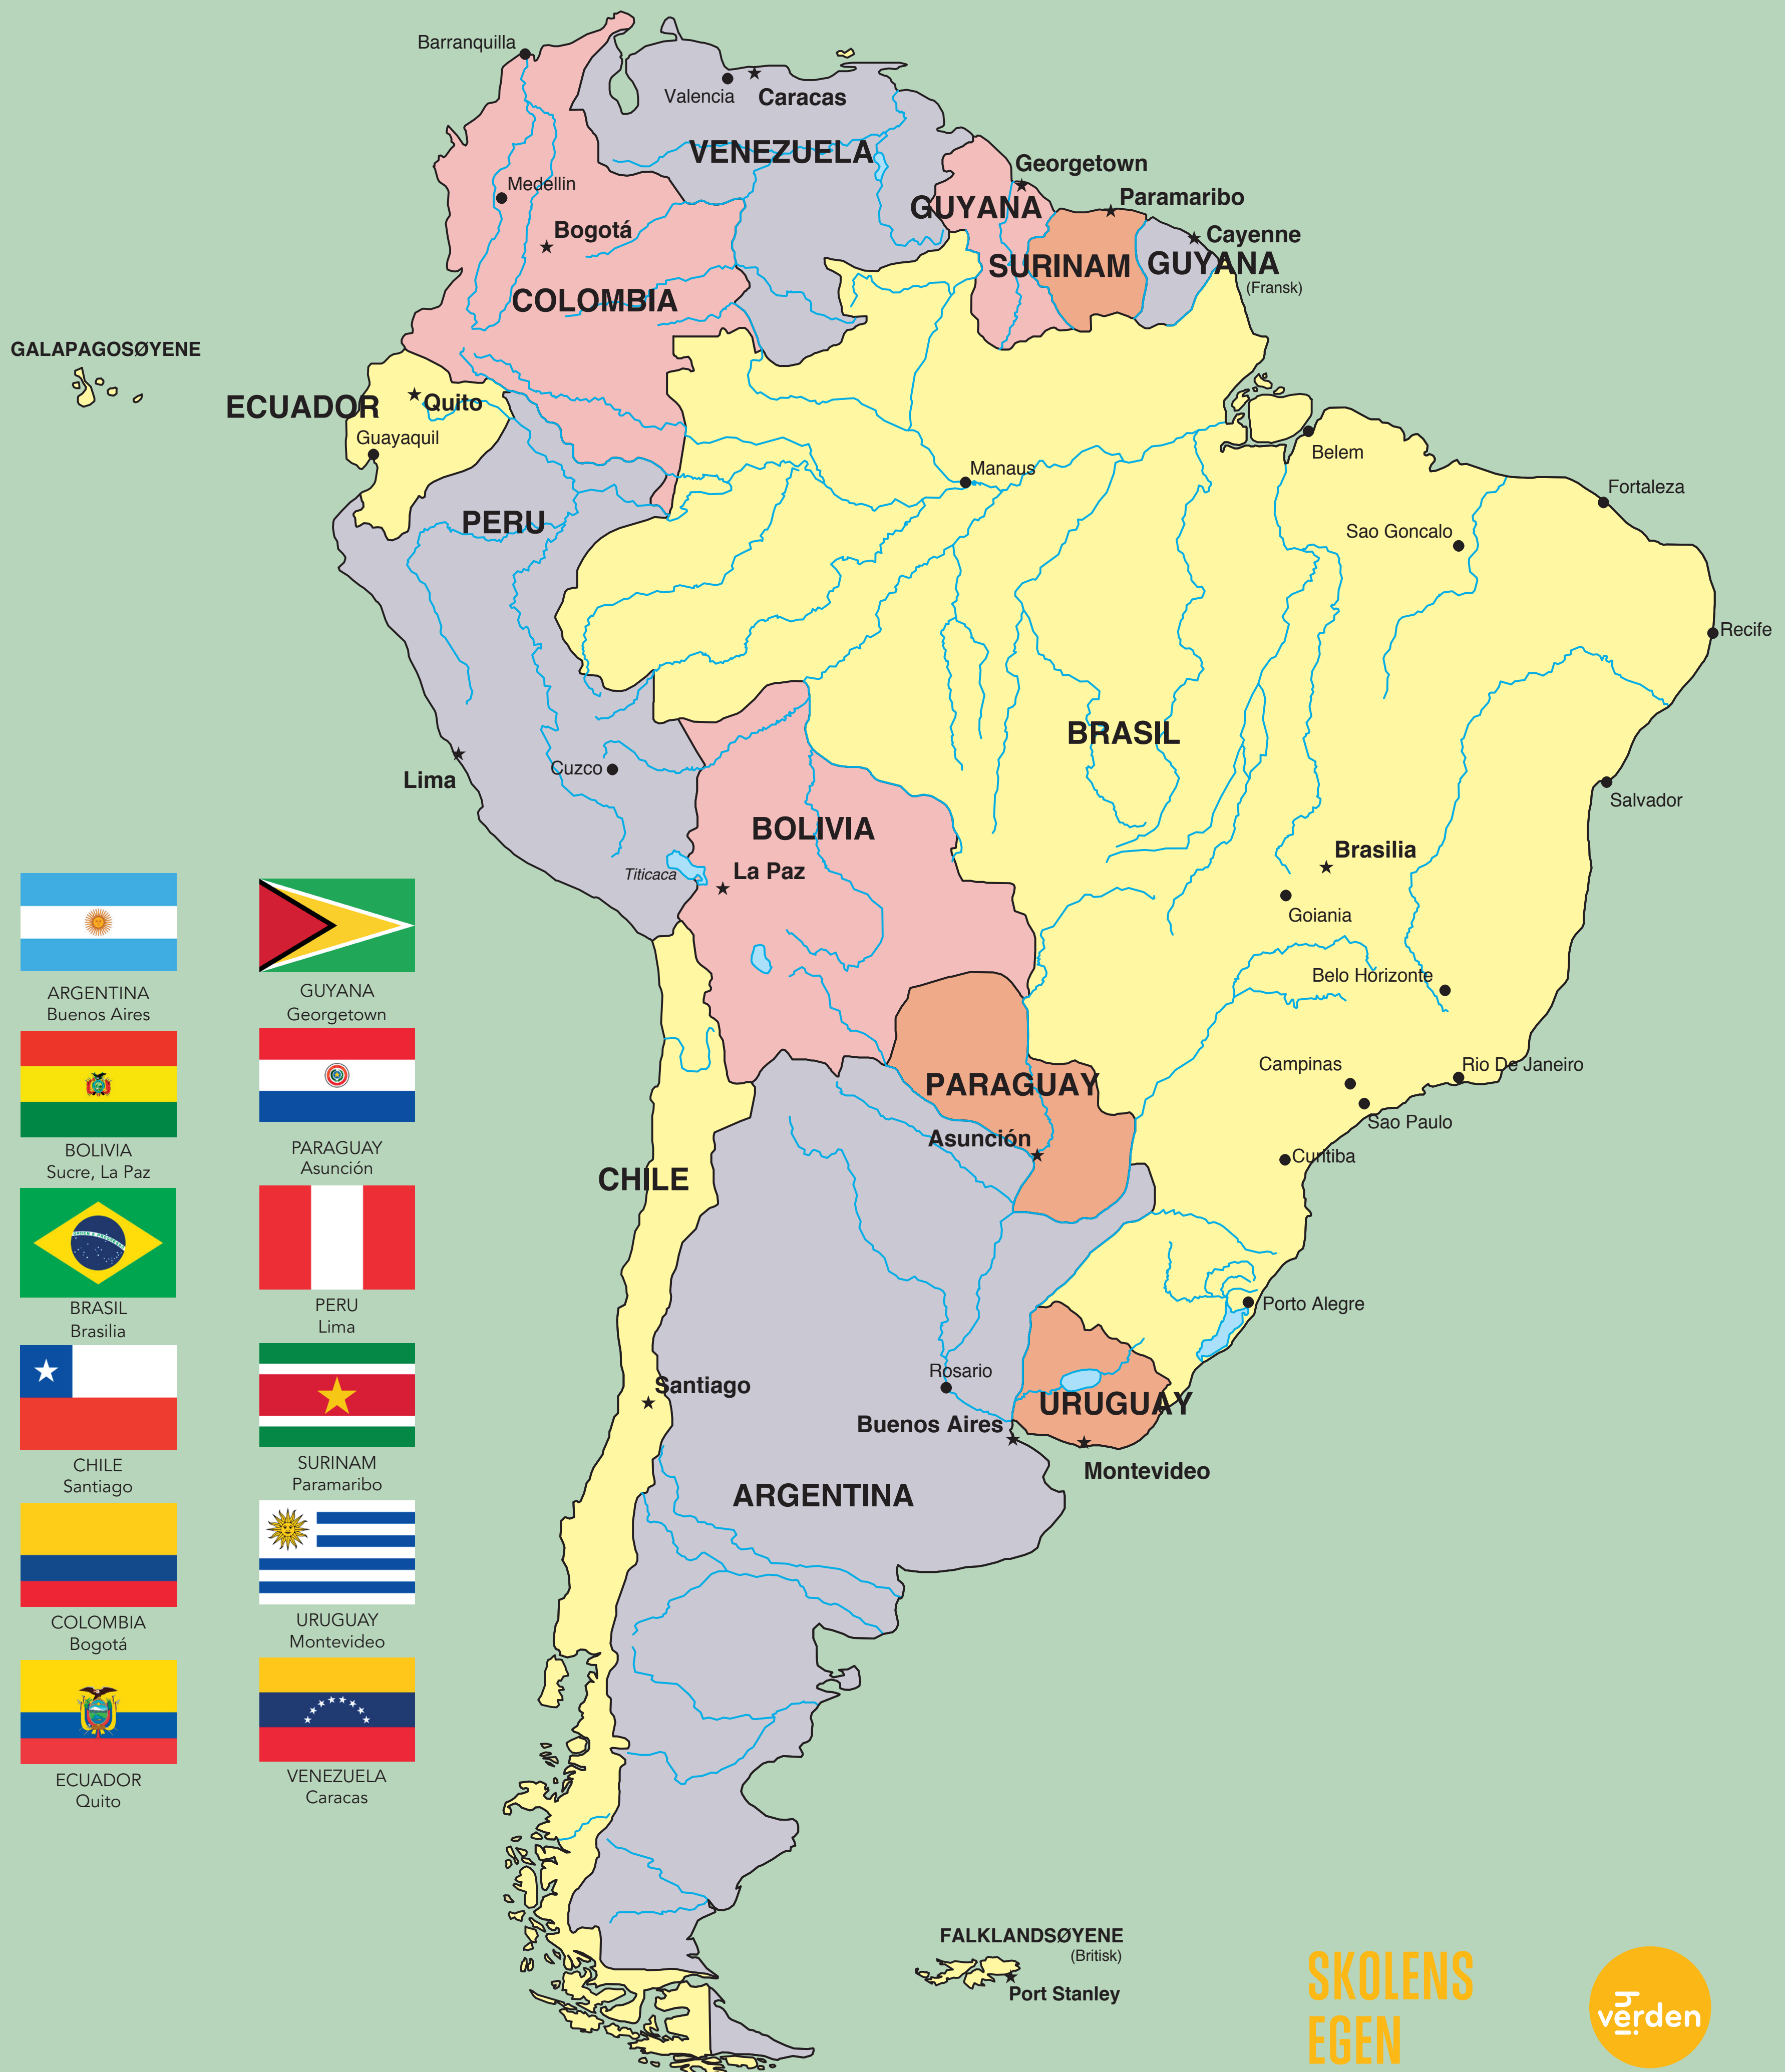 Barranquilla
Valencia
Caracas
VENEZUELA
Georgetown
Medellin
GUYANA
Paramaribo
Bogotá
Cayenne
SURINAM
GUYANA
(Fransk)
COLOMBIA
GALAPAGOSØYENE
ECUADOR
Quito
Guayaquil
Belem
Manaus
Fortaleza
PERU
Sao Goncalo
Recife
BRASIL
Lima
Cuzco
Salvador
BOLIVIA
Brasilia
Titicaca
La Paz
Goiania
Belo Horizonte
Campinas
Rio De Janeiro
PARAGUAY
Sao Paulo
Asunción
Curitiba
CHILE
Porto Alegre
Rosario
Santiago
URUGUAY
Buenos Aires
Montevideo
ARGENTINA
FALKLANDSØYENE
(Britisk)
Port Stanley
ARGENTINA
Buenos Aires
BOLIVIA
Sucre, La Paz
BRASIL
Brasilia
CHILE
Santiago
COLOMBIA
Bogotá
ECUADOR
Quito
GUYANA
Georgetown
PARAGUAY
Asunción
PERU
Lima
SURINAM
Paramaribo
URUGUAY
Montevideo
VENEZUELA
Caracas
SKOLENS
EGEN
verden